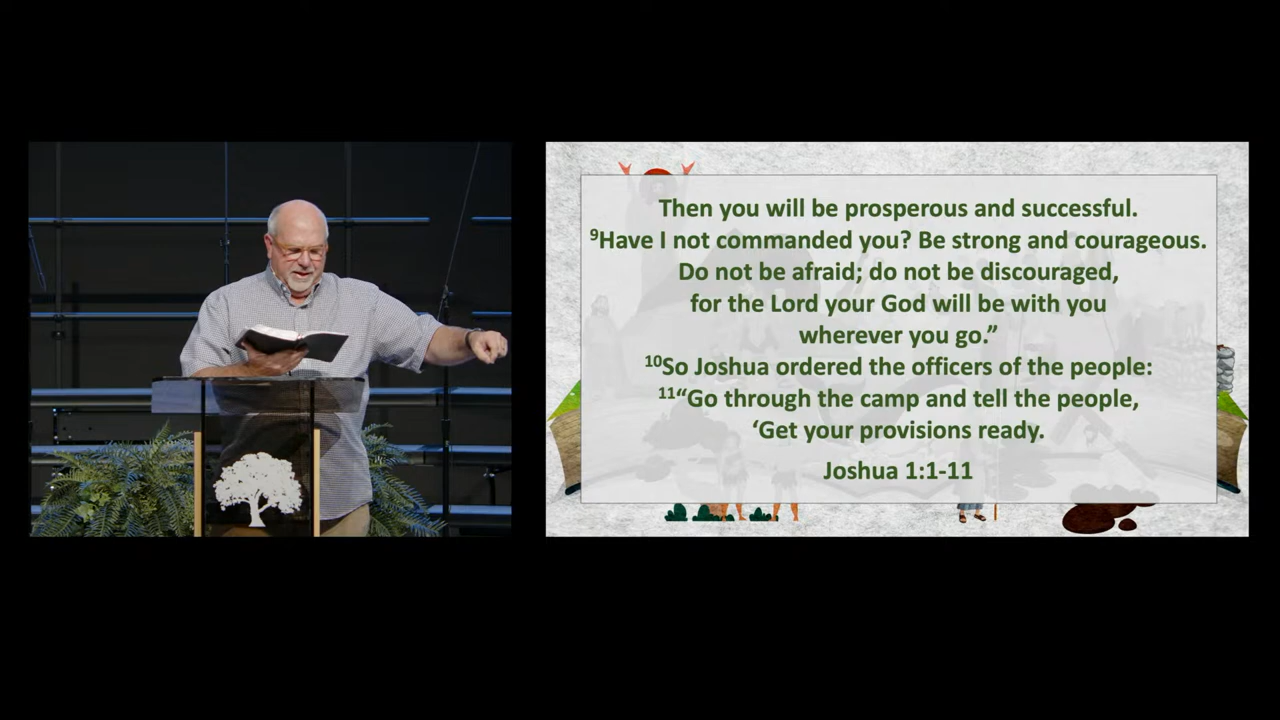 Then you will be prosperous and successful.
⁹Have I not commanded you? Be strong and courageous.
Do not be afraid; do not be discouraged,
for the Lord your God will be with you
wherever you go.”
¹⁰So Joshua ordered the officers of the people:
¹¹“Go through the camp and tell the people,
‘Get your provisions ready.
Joshua 1:1-11